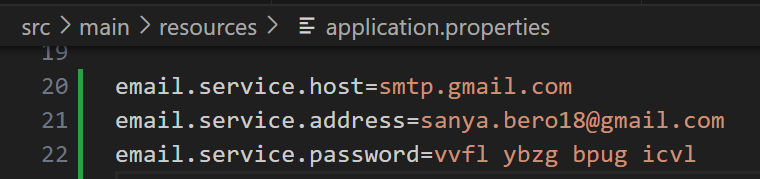 src > main > resources > application.properties
19
20 email.service.host=smtp.gmail.com
21 email.service.address=sanya.bero18@gmail.com
22 email.service.password=vvfl ybzg bpug icvl